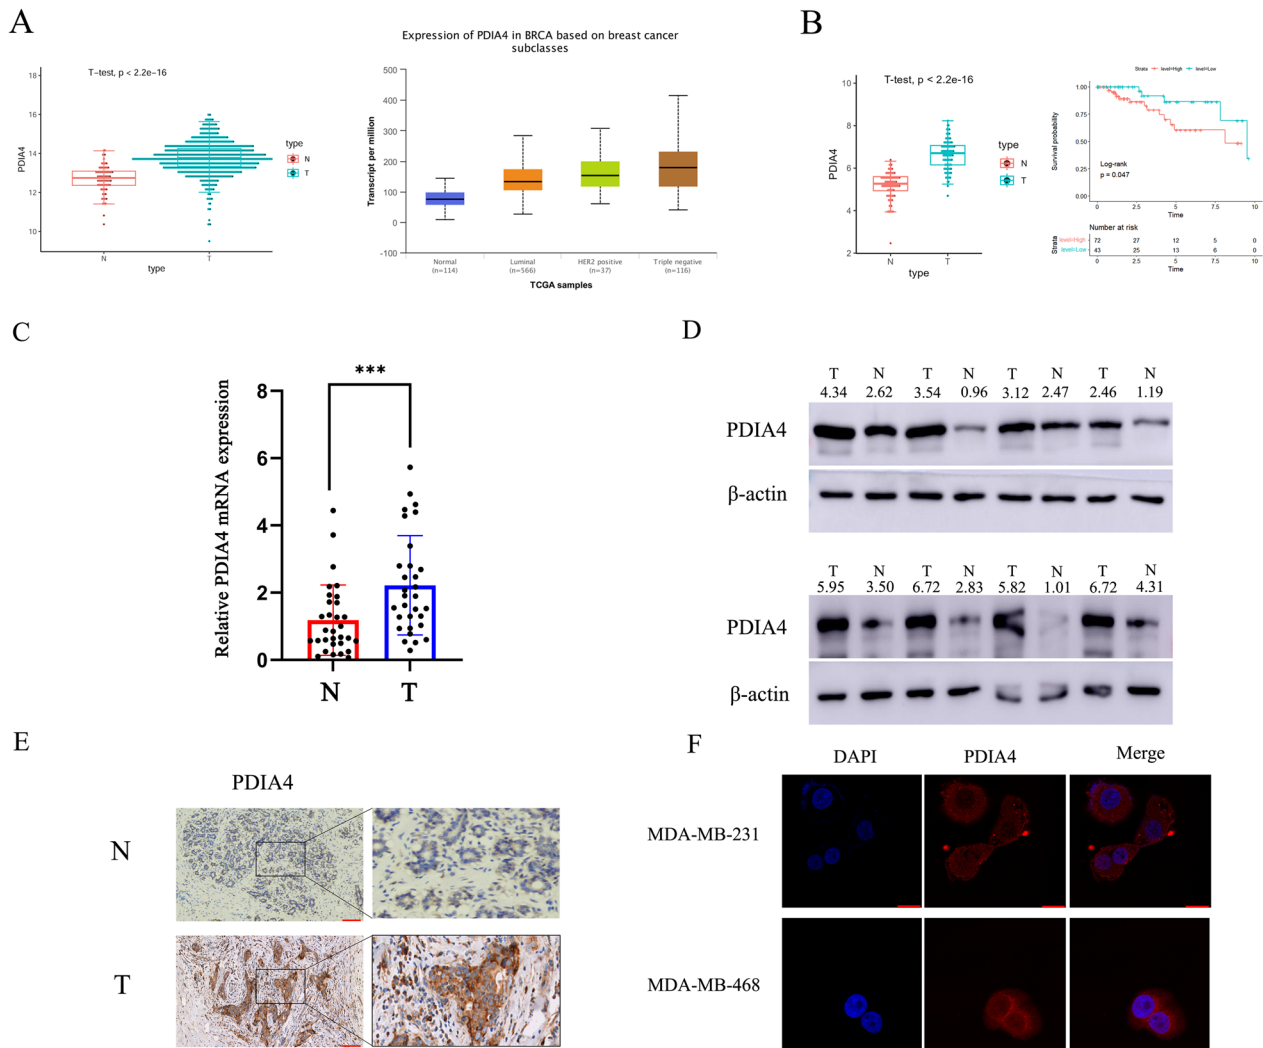 A
T-test, p < 2.2e-16
PDIA4
18
16
14
12
10
N
T
type
type
N
T
Expression of PDIA4 in BRCA based on breast cancer
subclasses
Transcript per million
500
400
300
200
100
0
-100
Normal
(n=114)
Luminal
(n=566)
HER2 positive
(n=37)
Triple negative
(n=116)
TCGA samples
B
T-test, p < 2.2e-16
PDIA4
10
8
6
4
2
N
T
type
type
N
T
Strata level=High level=Low
Survival probability
1.00
0.75
0.50
0.25
0.00
Log-rank
p = 0.047
0 2.5 5 7.5 10
Time
Number at risk
Strata
level=High 72 27 12 5 0
level=Low 43 25 13 6 0
0 2.5 5 7.5 10
Time
C
Relative PDIA4 mRNA expression
8
6
4
2
0
***
N T
D
T N T N T N T N
4.34 2.62 3.54 0.96 3.12 2.47 2.46 1.19
PDIA4
β-actin
T N T N T N T N
5.95 3.50 6.72 2.83 5.82 1.01 6.72 4.31
PDIA4
β-actin
E
PDIA4
N
T
F
DAPI PDIA4 Merge
MDA-MB-231
MDA-MB-468